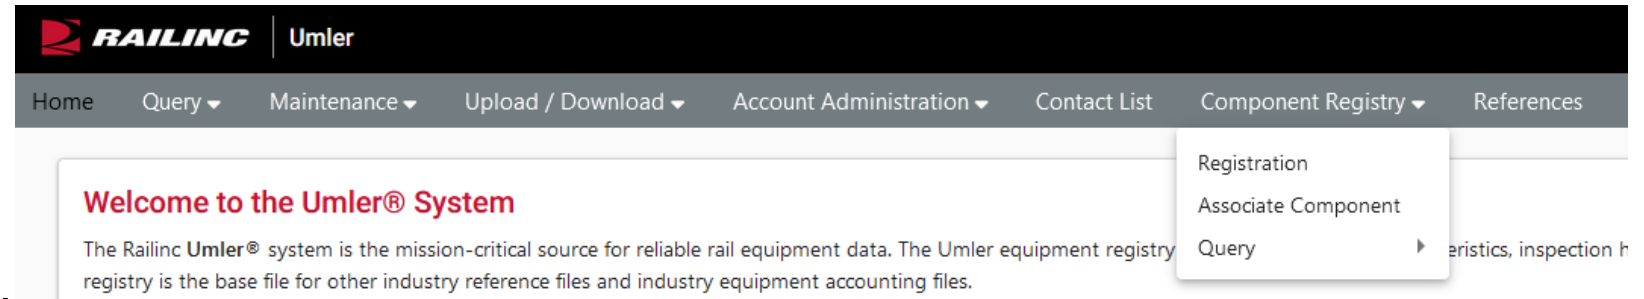 RAILINC Umler
Home Query Maintenance Upload / Download Account Administration Contact List Component Registry References
Registration
Associate Component
Query
Welcome to the Umler® System
The Railinc Umler® system is the mission-critical source for reliable rail equipment data. The Umler equipment registry eristics, inspection h
registry is the base file for other industry reference files and industry equipment accounting files.